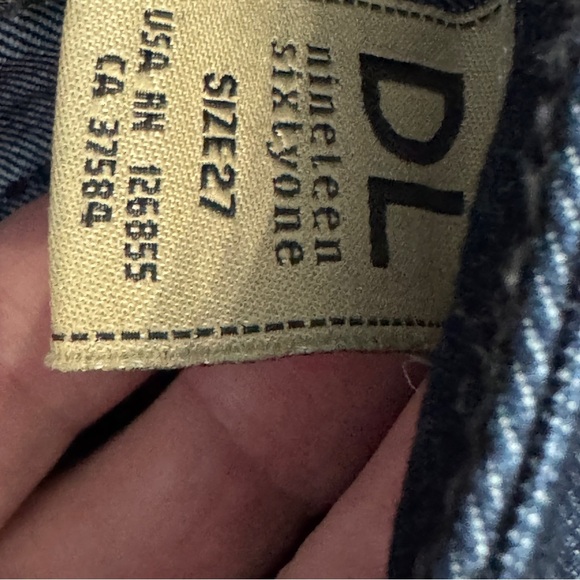 DL
nineteen
sixtyone
SIZE27
USA RN 126855
CA 37584